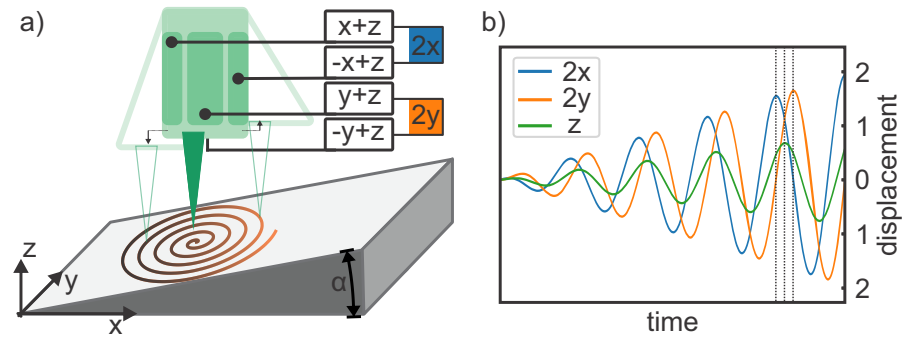 a)
x+z
2x
-x+z
y+z
2y
-y+z
z
y
x
α
b)
2x
2y
z
2
1
0
1
2
displacement
time